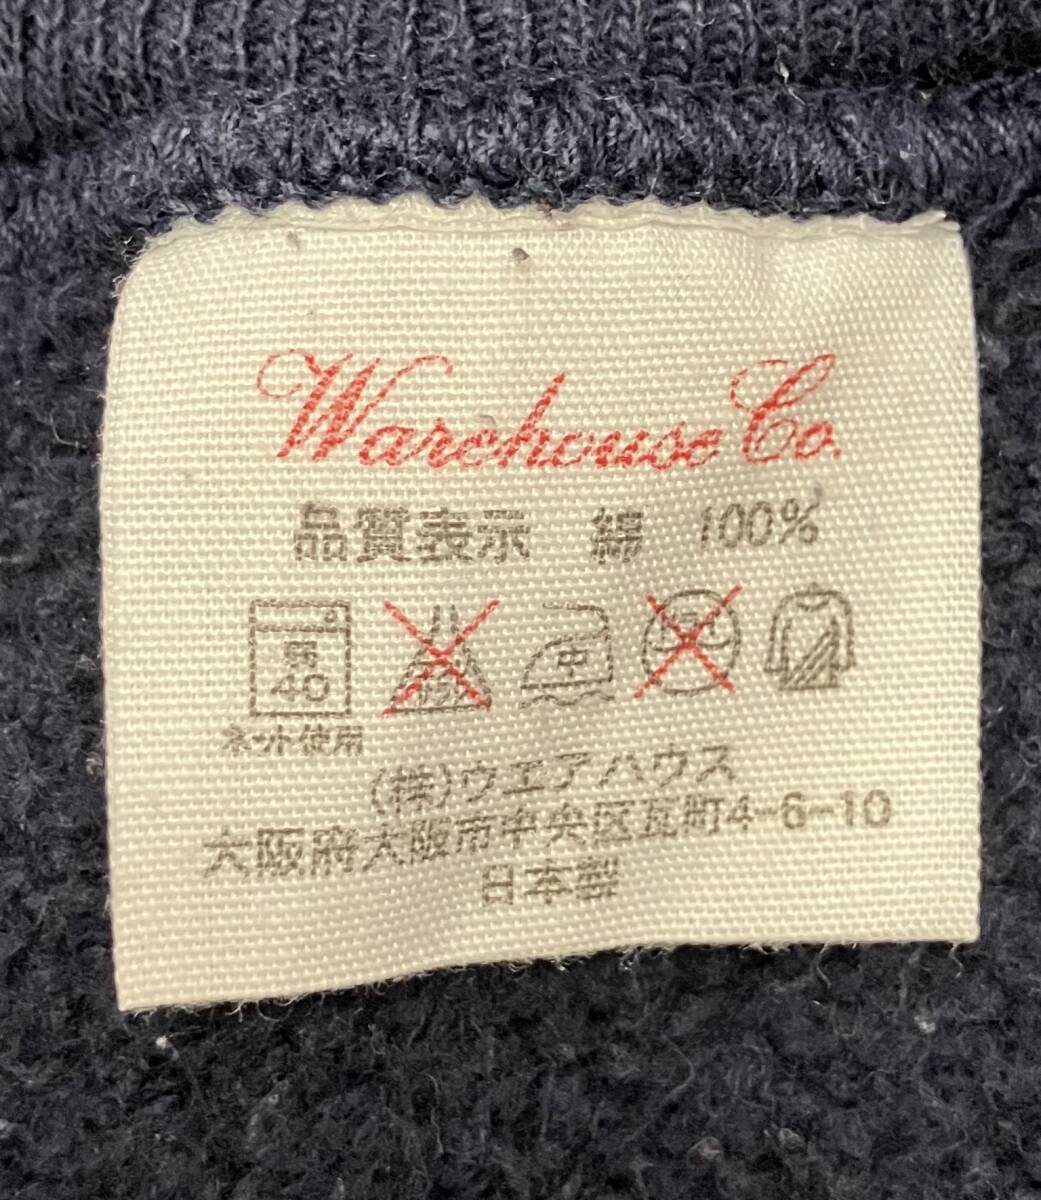 Warehouse Co.
品質表示 綿 100%
弱
40
中
ネット使用
(株)ウエアハウス
大阪府大阪市中央区瓦町4-6-10
日本製